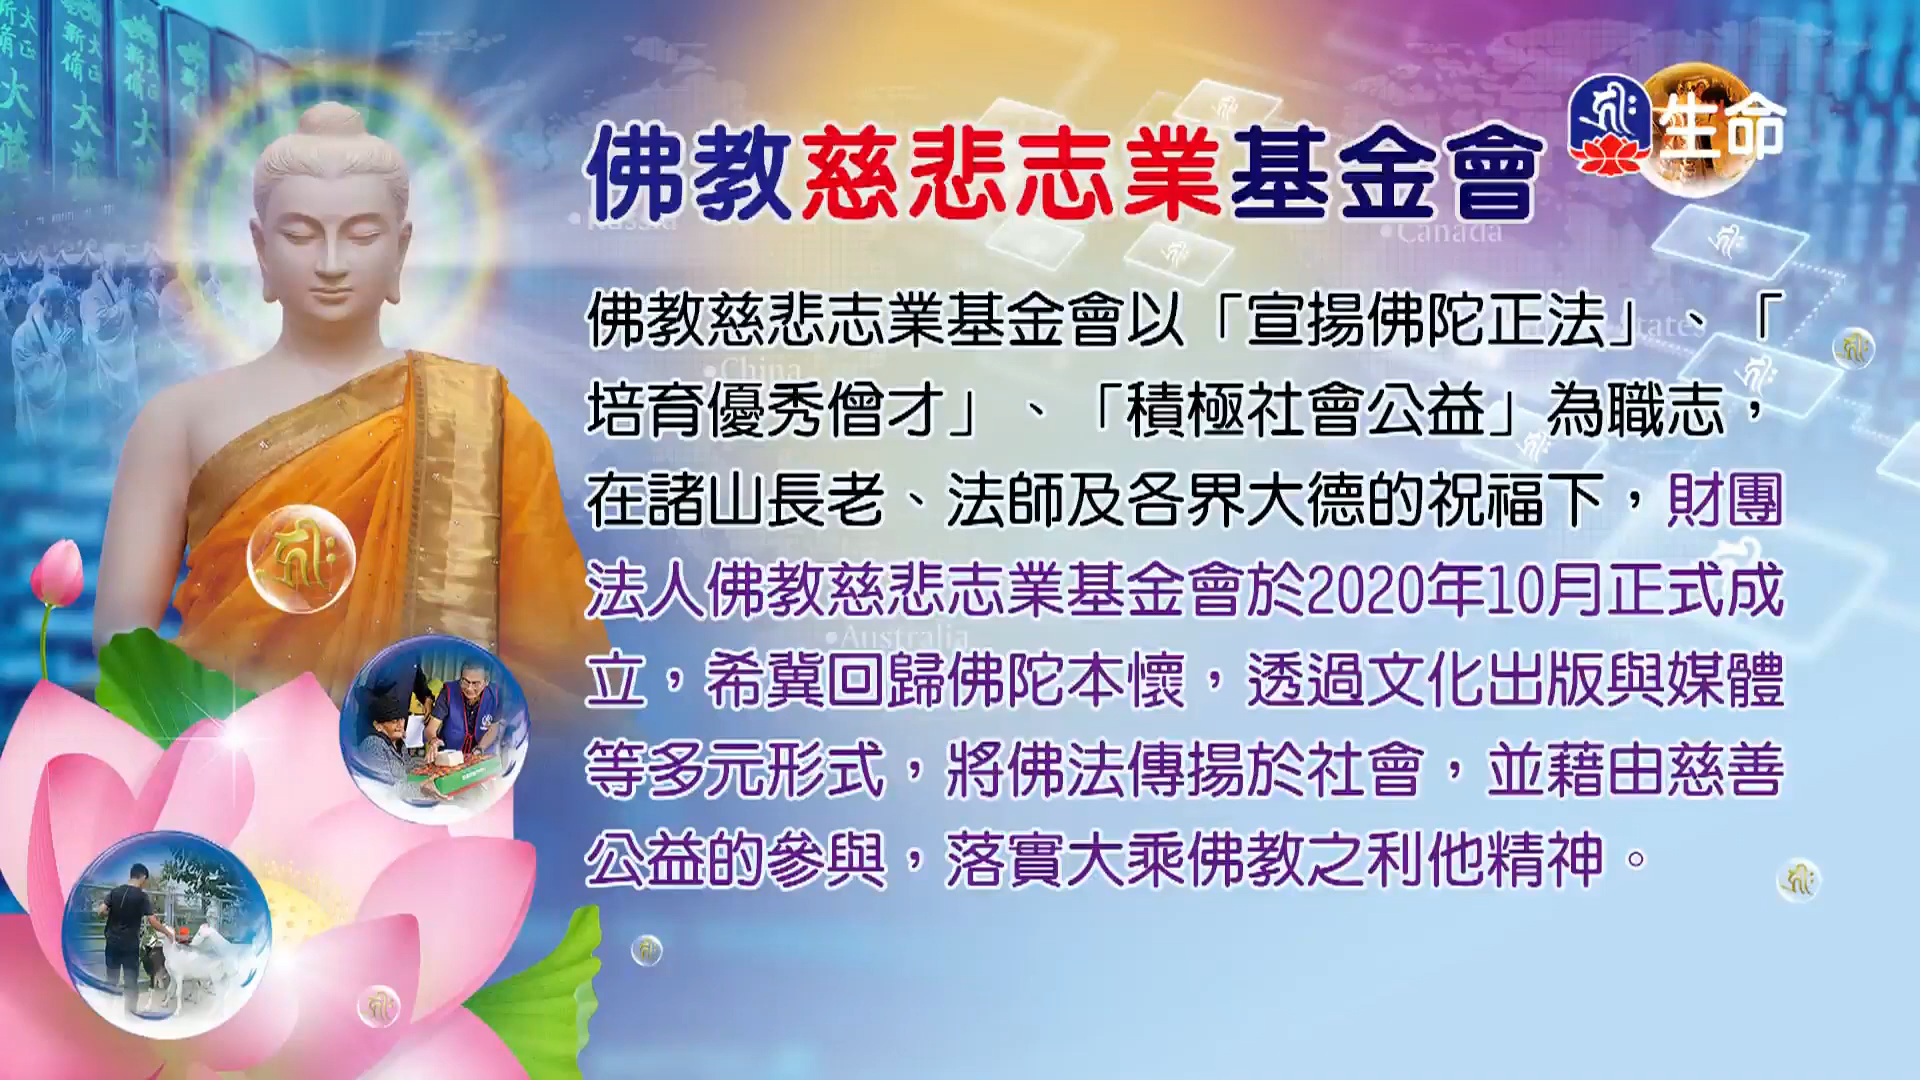 佛教慈悲志業基金會
生命
佛教慈悲志業基金會以「宣揚佛陀正法」、「
培育優秀僧才」、「積極社會公益」為職志,
在諸山長老、法師及各界大德的祝福下,財團
法人佛教慈悲志業基金會於2020年10月正式成
立,希冀回歸佛陀本懷,透過文化出版與媒體
等多元形式,將佛法傳揚於社會,並藉由慈善
公益的參與,落實大乘佛教之利他精神。
Russia
Canada
China
States
Australia